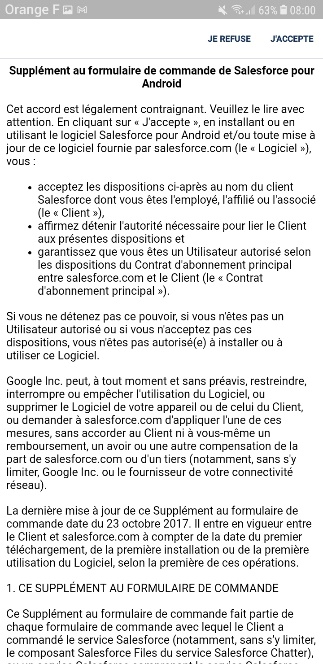 Orange F 63% 08:00
JE REFUSE J'ACCEPTE
Supplément au formulaire de commande de Salesforce pour
Android
Cet accord est légalement contraignant. Veuillez le lire avec
attention. En cliquant sur « J'accepte », en installant ou en
utilisant le logiciel Salesforce pour Android et/ou toute mise à
jour de ce logiciel fournie par salesforce.com (le « Logiciel »),
vous :
• acceptez les dispositions ci-après au nom du client
Salesforce dont vous êtes l'employé, l'affilié ou l'associé
(le « Client »),
• affirmez détenir l'autorité nécessaire pour lier le Client
aux présentes dispositions et
• garantissez que vous êtes un Utilisateur autorisé selon
les dispositions du Contrat d'abonnement principal
entre salesforce.com et le Client (le « Contrat
d'abonnement principal »).
Si vous ne détenez pas ce pouvoir, si vous n'êtes pas un
Utilisateur autorisé ou si vous n'acceptez pas ces
dispositions, vous n'êtes pas autorisé(e) à installer ou à
utiliser ce Logiciel.
Google Inc. peut, à tout moment et sans préavis, restreindre,
interrompre ou empêcher l'utilisation du Logiciel, ou
supprimer le Logiciel de votre appareil ou de celui du Client,
ou demander à salesforce.com d'appliquer l'une de ces
mesures, sans accorder au Client ni à vous-même un
remboursement, un avoir ou une autre compensation de la
part de salesforce.com ou d'un tiers (notamment, sans s'y
limiter, Google Inc. ou le fournisseur de votre connectivité
réseau).
La dernière mise à jour de ce Supplément au formulaire de
commande date du 23 octobre 2017. Il entre en vigueur entre
le Client et salesforce.com à compter de la date du premier
téléchargement, de la première installation ou de la première
utilisation du Logiciel, selon la première de ces opérations.
1. CE SUPPLÉMENT AU FORMULAIRE DE COMMANDE
Ce Supplément au formulaire de commande fait partie de
chaque formulaire de commande avec lequel le Client a
commandé le service Salesforce (notamment, sans s'y limiter,
le composant Salesforce Files du service Salesforce Chatter),